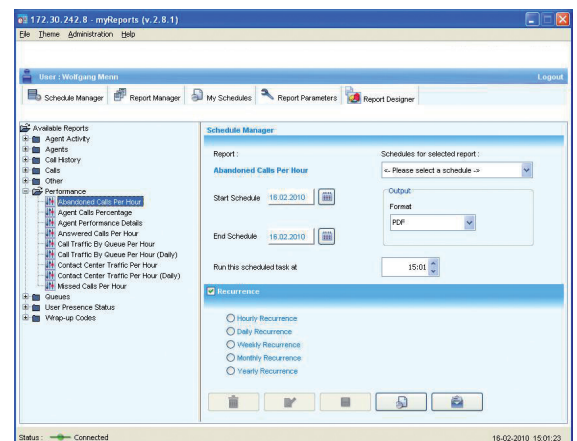 172.30.242.8 - myReports (v.2.8.1)
File Theme Administration Help
User : Wolfgang Menn Logout
Schedule Manager Report Manager My Schedules Report Parameters Report Designer
Available Reports
Agent Activity
Agents
Call History
Calls
Other
Performance
Abandoned Calls Per Hour
Agent Calls Percentage
Agent Performance Details
Answered Calls Per Hour
Call Traffic By Queue Per Hour
Call Traffic By Queue Per Hour (Daily)
Contact Center Traffic Per Hour
Contact Center Traffic Per Hour (Daily)
Missed Calls Per Hour
Queues
User Presence Status
Wrap-up Codes
Schedule Manager
Report : Schedules for selected report :
Abandoned Calls Per Hour <- Please select a schedule ->
Output
Start Schedule 16.02.2010 Format
PDF
End Schedule 16.02.2010
Run this scheduled task at 15:01
Recurrence
Hourly Recurrence
Daily Recurrence
Weekly Recurrence
Monthly Recurrence
Yearly Recurrence
Status : Connected 16-02-2010 15:01:23